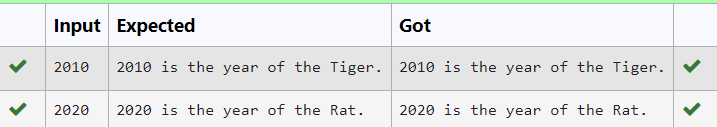 Input Expected Got
2010 2010 is the year of the Tiger. 2010 is the year of the Tiger.
2020 2020 is the year of the Rat. 2020 is the year of the Rat.